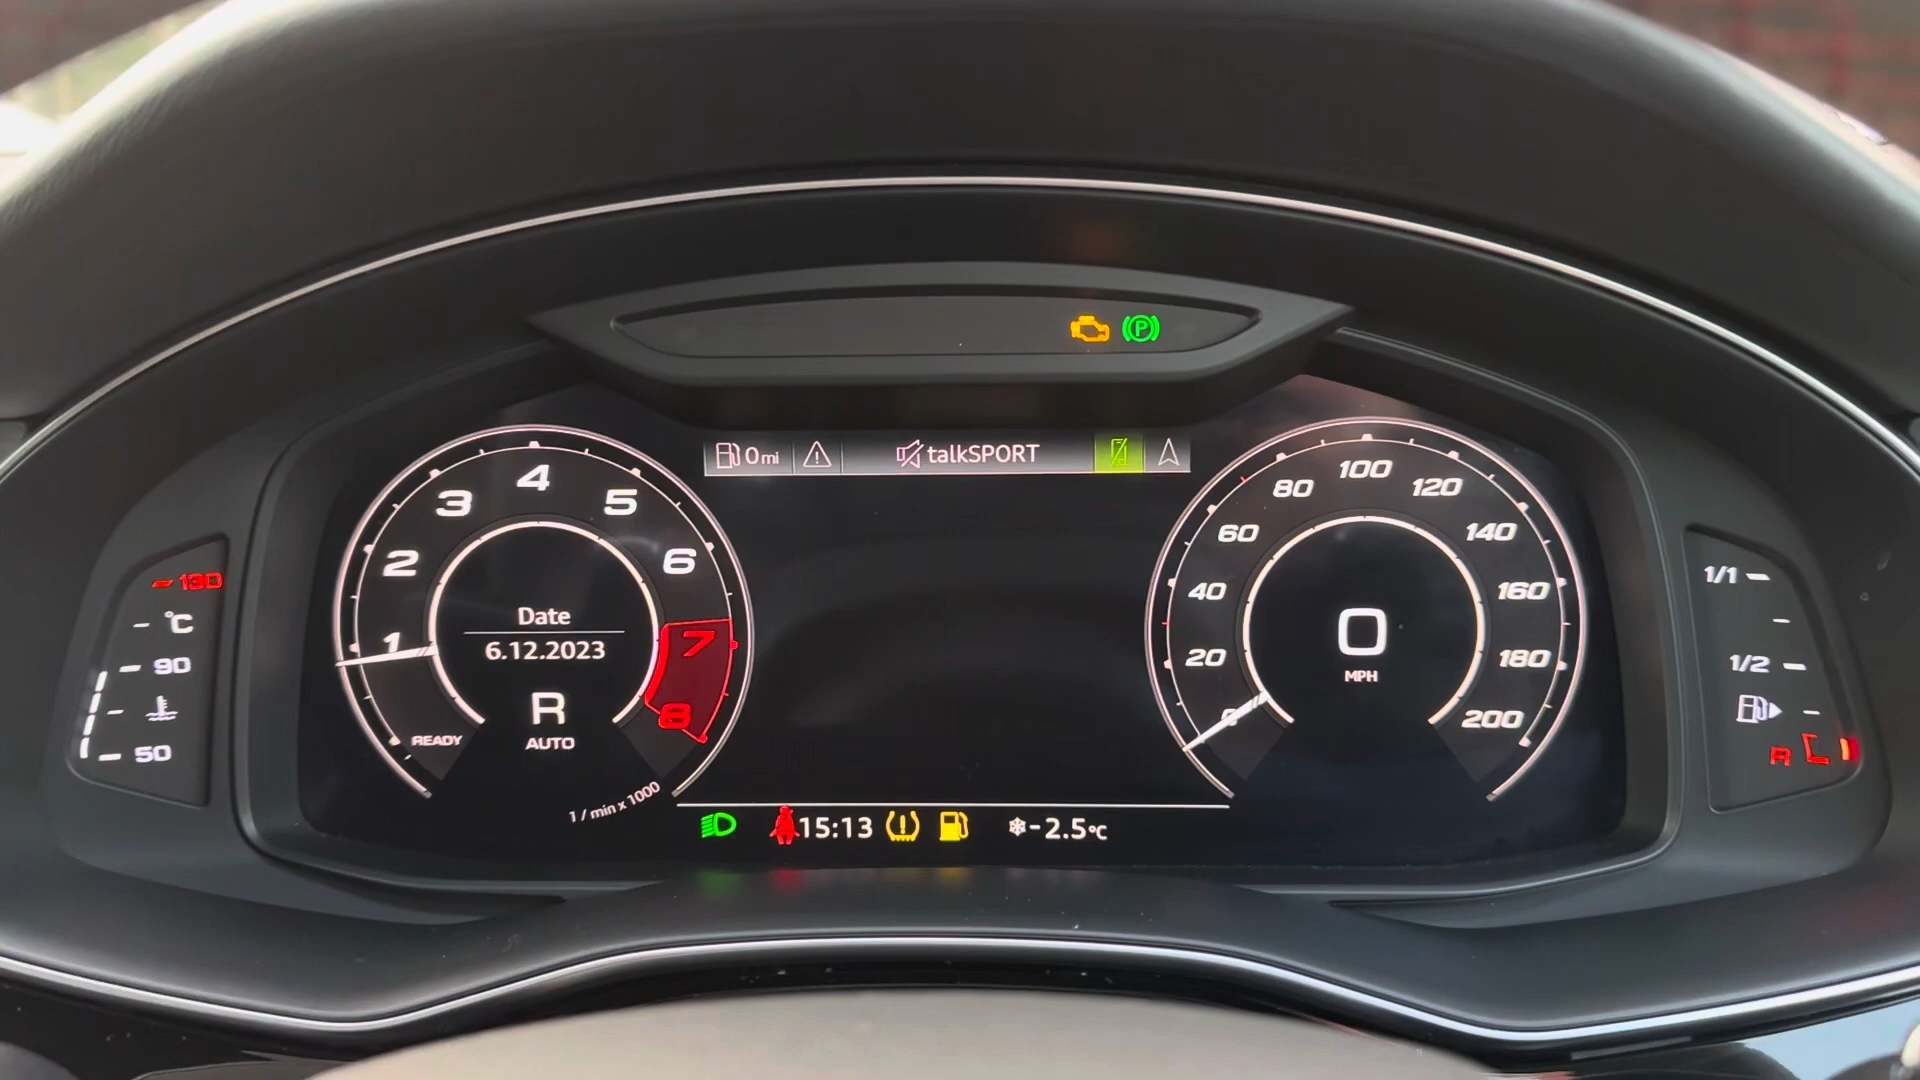 P
0 mi
talkSPORT
1
2
3
4
5
6
7
8
READY
1 / min x 1000
Date
6.12.2023
R
AUTO
20
40
60
80
100
120
140
160
180
200
0
MPH
130
°C
90
50
1/1
1/2
R
15:13
-2.5°C